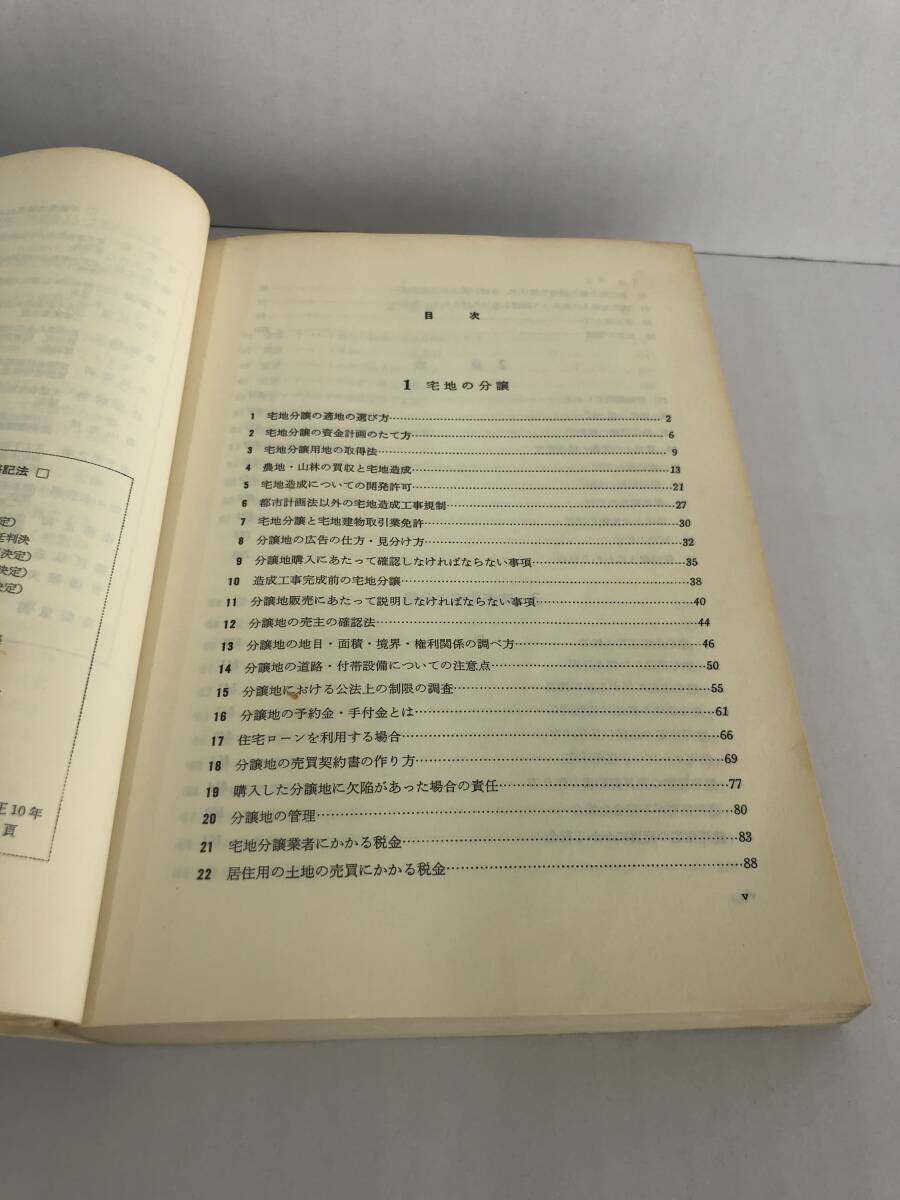 記法 □
定)
判決
決定)
決定)
決定)
正10年
頁
目 次
1 宅地の分譲
1 宅地分譲の適地の選び方……2
2 宅地分譲の資金計画のたて方……6
3 宅地分譲用地の取得法……9
4 農地・山林の買収と宅地造成……13
5 宅地造成についての開発許可……21
6 都市計画法以外の宅地造成工事規制……27
7 宅地分譲と宅地建物取引業免許……30
8 分譲地の広告の仕方・見分け方……32
9 分譲地購入にあたって確認しなければならない事項……35
10 造成工事完成前の宅地分譲……38
11 分譲地販売にあたって説明しなければならない事項……40
12 分譲地の売主の確認法……44
13 分譲地の地目・面積・境界・権利関係の調べ方……46
14 分譲地の道路・付帯設備についての注意点……50
15 分譲地における公法上の制限の調査……55
16 分譲地の予約金・手付金とは……61
17 住宅ローンを利用する場合……66
18 分譲地の売買契約書の作り方……69
19 購入した分譲地に欠陥があった場合の責任……77
20 分譲地の管理……80
21 宅地分譲業者にかかる税金……83
22 居住用の土地の売買にかかる税金……88
v